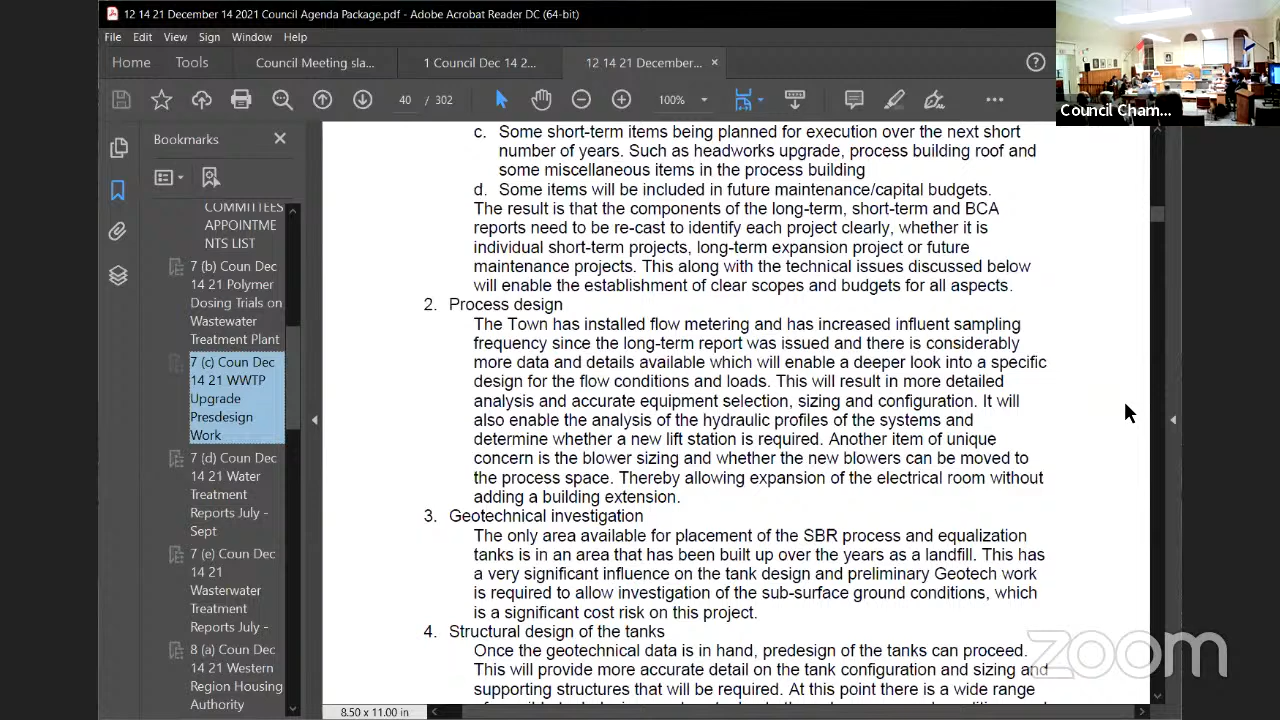 12 14 21 December 14 2021 Council Agenda Package.pdf - Adobe Acrobat Reader DC (64-bit)
File Edit View Sign Window Help
Home Tools Council Meeting sla... 1 Council Dec 14 2... 12 14 21 December... ×
40 / 302 100%
Council Cham...
Bookmarks
COMMITTEES
APPOINTME
NTS LIST
7 (b) Coun Dec
14 21 Polymer
Dosing Trials on
Wastewater
Treatment Plant
7 (c) Coun Dec
14 21 WWTP
Upgrade
Presdesign
Work
7 (d) Coun Dec
14 21 Water
Treatment
Reports July -
Sept
7 (e) Coun Dec
14 21
Wasterwater
Treatment
Reports July -
8 (a) Coun Dec
14 21 Western
Region Housing
Authority
c. Some short-term items being planned for execution over the next short
number of years. Such as headworks upgrade, process building roof and
some miscellaneous items in the process building
d. Some items will be included in future maintenance/capital budgets.
The result is that the components of the long-term, short-term and BCA
reports need to be re-cast to identify each project clearly, whether it is
individual short-term projects, long-term expansion project or future
maintenance projects. This along with the technical issues discussed below
will enable the establishment of clear scopes and budgets for all aspects.
2. Process design
The Town has installed flow metering and has increased influent sampling
frequency since the long-term report was issued and there is considerably
more data and details available which will enable a deeper look into a specific
design for the flow conditions and loads. This will result in more detailed
analysis and accurate equipment selection, sizing and configuration. It will
also enable the analysis of the hydraulic profiles of the systems and
determine whether a new lift station is required. Another item of unique
concern is the blower sizing and whether the new blowers can be moved to
the process space. Thereby allowing expansion of the electrical room without
adding a building extension.
3. Geotechnical investigation
The only area available for placement of the SBR process and equalization
tanks is in an area that has been built up over the years as a landfill. This has
a very significant influence on the tank design and preliminary Geotech work
is required to allow investigation of the sub-surface ground conditions, which
is a significant cost risk on this project.
4. Structural design of the tanks
Once the geotechnical data is in hand, predesign of the tanks can proceed.
This will provide more accurate detail on the tank configuration and sizing and
supporting structures that will be required. At this point there is a wide range
8.50 x 11.00 in
zoom